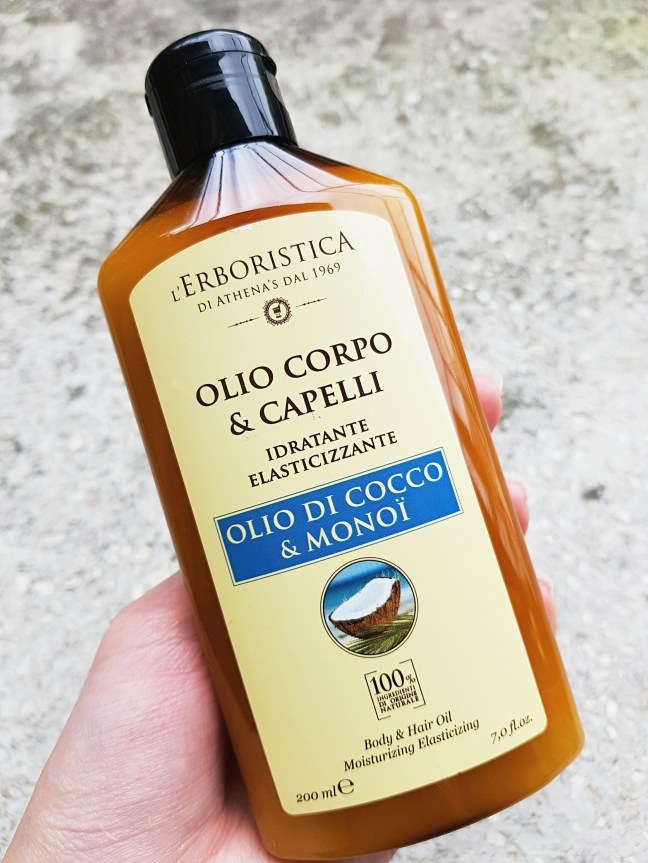 L'ERBORISTICA
DI ATHENA'S DAL 1969
OLIO CORPO
& CAPELLI
IDRATANTE
ELASTICIZZANTE
OLIO DI COCCO
& MONOÏ
100%
INGREDIENTI
DI ORIGINE
NATURALE
Body & Hair Oil
Moisturizing Elasticizing
200 ml ℮
7,0 fl.oz.